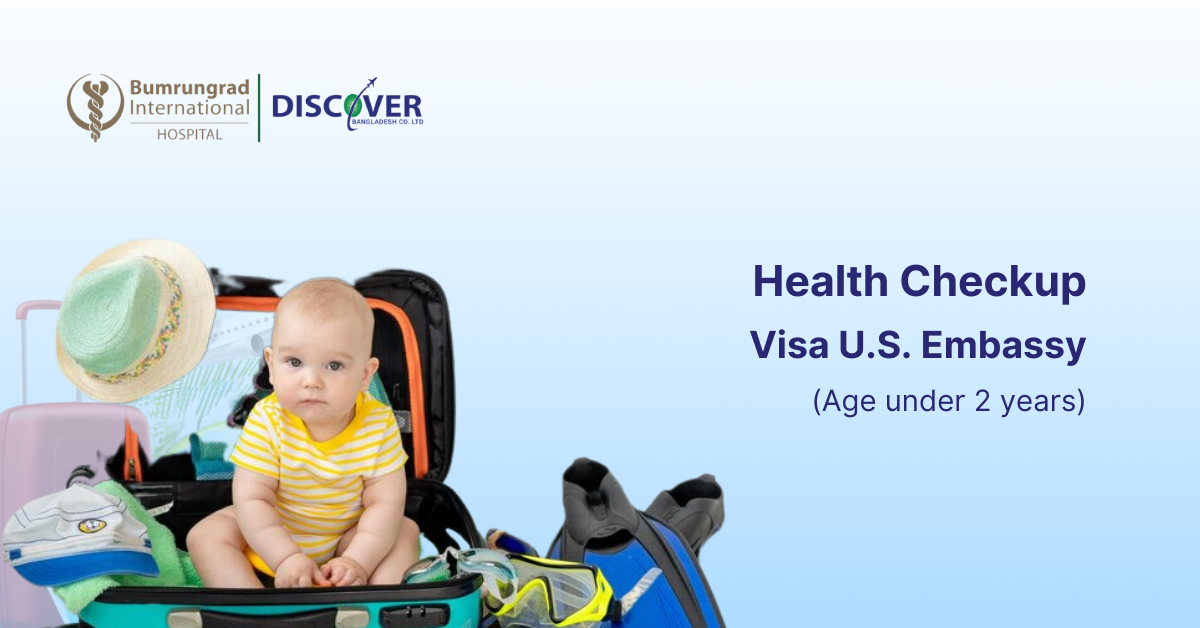 Bumrungrad
International
HOSPITAL
DISCOVER
BANGLADESH CO. LTD
Health Checkup
Visa U.S. Embassy
(Age under 2 years)